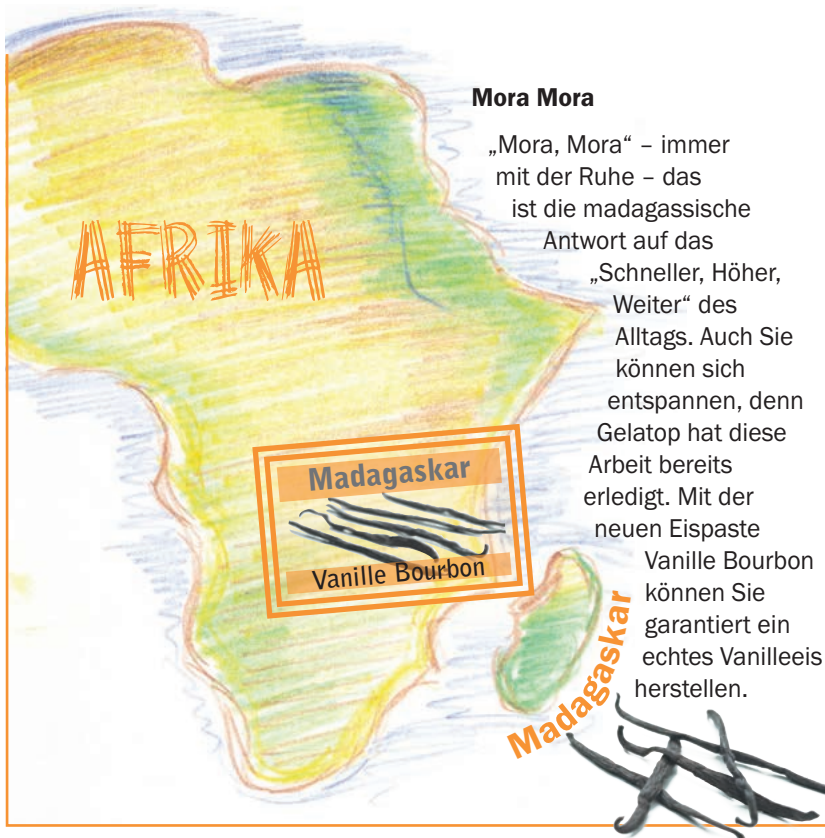 Mora Mora
„Mora, Mora“ – immer
mit der Ruhe – das
ist die madagassische
Antwort auf das
„Schneller, Höher,
Weiter“ des
Alltags. Auch Sie
können sich
entspannen, denn
Gelatop hat diese
Arbeit bereits
erledigt. Mit der
neuen Eispaste
Vanille Bourbon
können Sie
garantiert ein
echtes Vanilleeis
herstellen.
AFRIKA
Madagaskar
Vanille Bourbon
Madagaskar